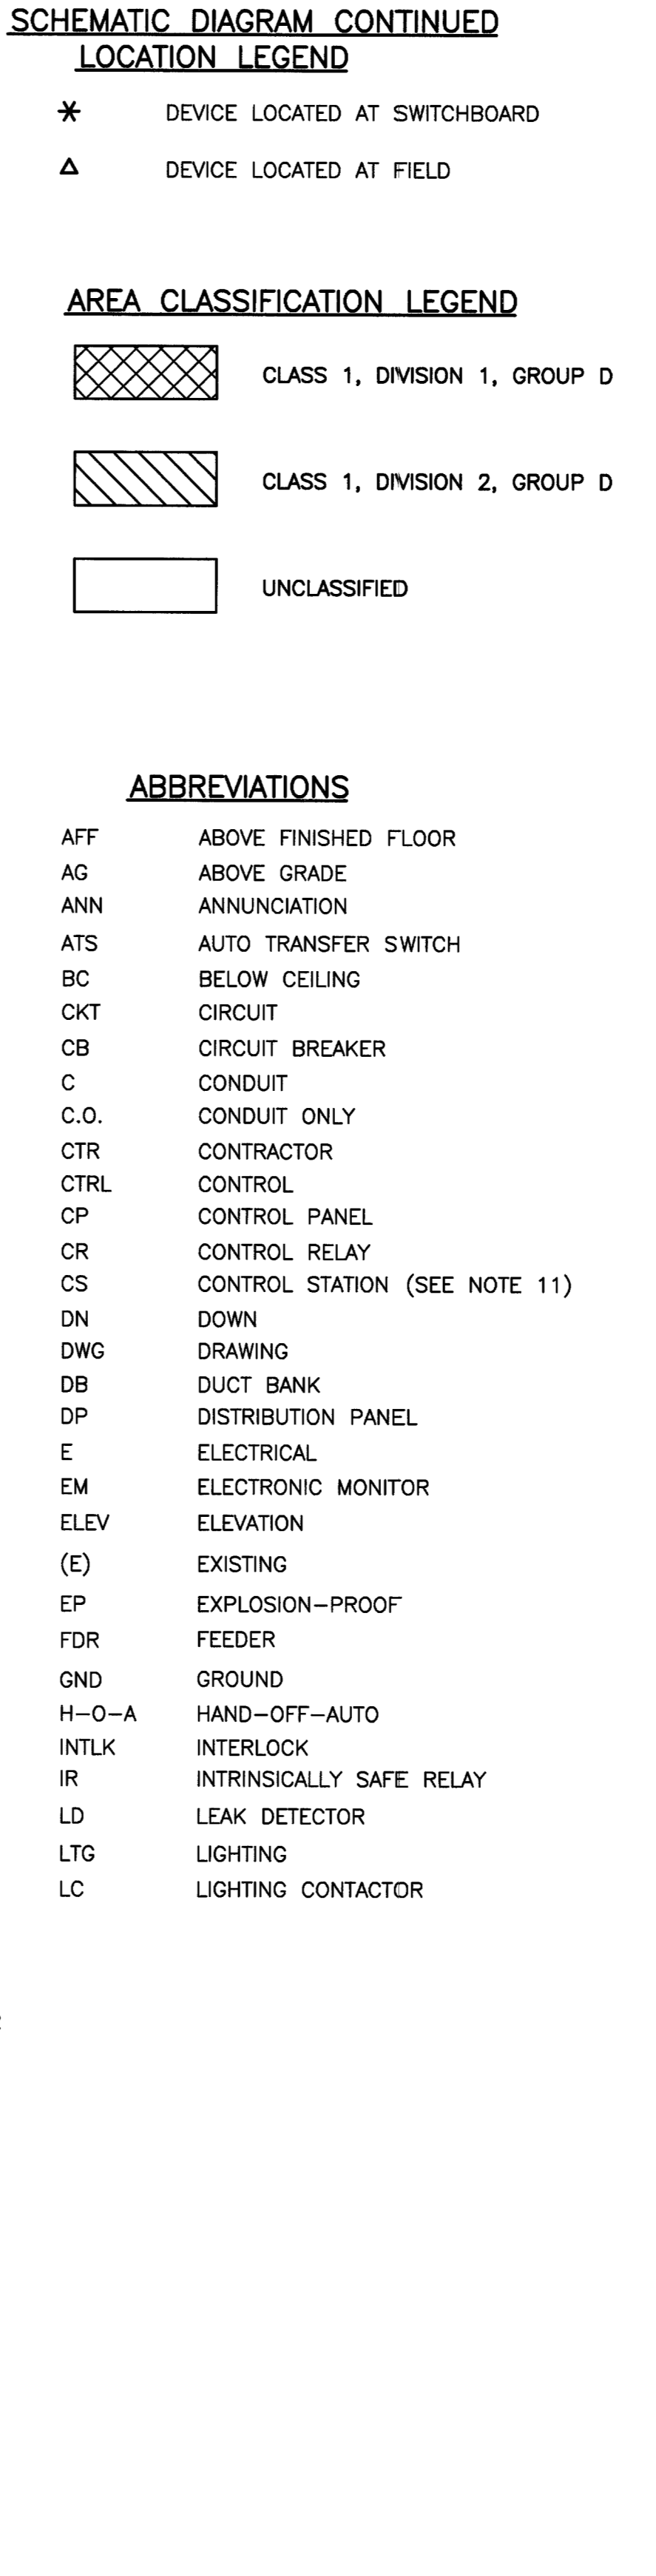 SCHEMATIC DIAGRAM CONTINUED
LOCATION LEGEND
* DEVICE LOCATED AT SWITCHBOARD
Δ DEVICE LOCATED AT FIELD
AREA CLASSIFICATION LEGEND
CLASS 1, DIVISION 1, GROUP D
CLASS 1, DIVISION 2, GROUP D
UNCLASSIFIED
ABBREVIATIONS
AFF ABOVE FINISHED FLOOR
AG ABOVE GRADE
ANN ANNUNCIATION
ATS AUTO TRANSFER SWITCH
BC BELOW CEILING
CKT CIRCUIT
CB CIRCUIT BREAKER
C CONDUIT
C.O. CONDUIT ONLY
CTR CONTRACTOR
CTRL CONTROL
CP CONTROL PANEL
CR CONTROL RELAY
CS CONTROL STATION (SEE NOTE 11)
DN DOWN
DWG DRAWING
DB DUCT BANK
DP DISTRIBUTION PANEL
E ELECTRICAL
EM ELECTRONIC MONITOR
ELEV ELEVATION
(E) EXISTING
EP EXPLOSION-PROOF
FDR FEEDER
GND GROUND
H-O-A HAND-OFF-AUTO
INTLK INTERLOCK
IR INTRINSICALLY SAFE RELAY
LD LEAK DETECTOR
LTG LIGHTING
LC LIGHTING CONTACTOR